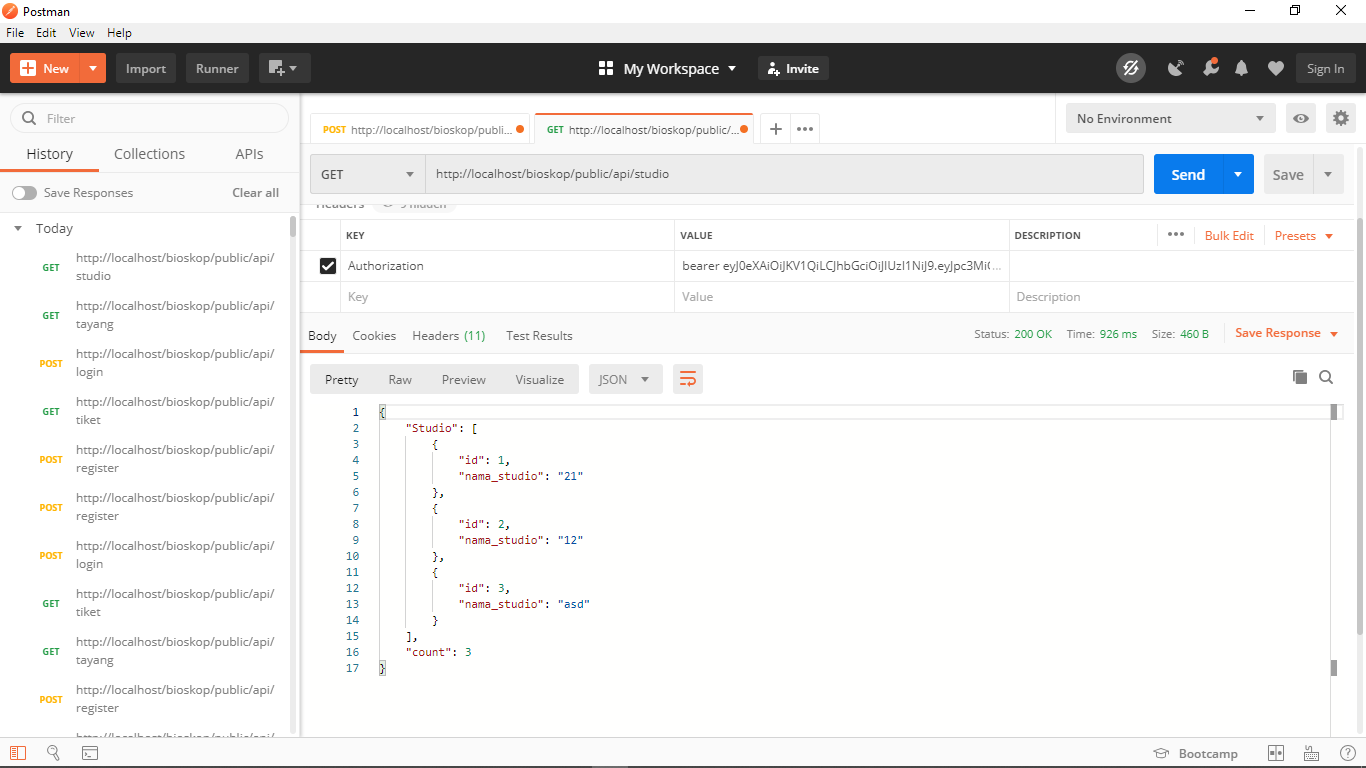 Postman
File Edit View Help
New Import Runner My Workspace Invite Sign In
Filter
History Collections APIs
Save Responses Clear all
Today
GET http://localhost/bioskop/public/api/
studio
GET http://localhost/bioskop/public/api/
tayang
POST http://localhost/bioskop/public/api/
login
GET http://localhost/bioskop/public/api/
tiket
POST http://localhost/bioskop/public/api/
register
POST http://localhost/bioskop/public/api/
register
POST http://localhost/bioskop/public/api/
login
GET http://localhost/bioskop/public/api/
tiket
GET http://localhost/bioskop/public/api/
tayang
POST http://localhost/bioskop/public/api/
register
POST http://localhost/bioskop/publi... GET http://localhost/bioskop/public/... No Environment
GET http://localhost/bioskop/public/api/studio Send Save
Headers 9 hidden
KEY VALUE DESCRIPTION ••• Bulk Edit Presets
Authorization bearer
Key Value Description
Body Cookies Headers (11) Test Results Status: 200 OK Time: 926 ms Size: 460 B Save Response
Pretty Raw Preview Visualize JSON
1 {
2 "Studio": [
3 {
4 "id": 1,
5 "nama_studio": "21"
6 },
7 {
8 "id": 2,
9 "nama_studio": "12"
10 },
11 {
12 "id": 3,
13 "nama_studio": "asd"
14 }
15 ],
16 "count": 3
17 }
Bootcamp